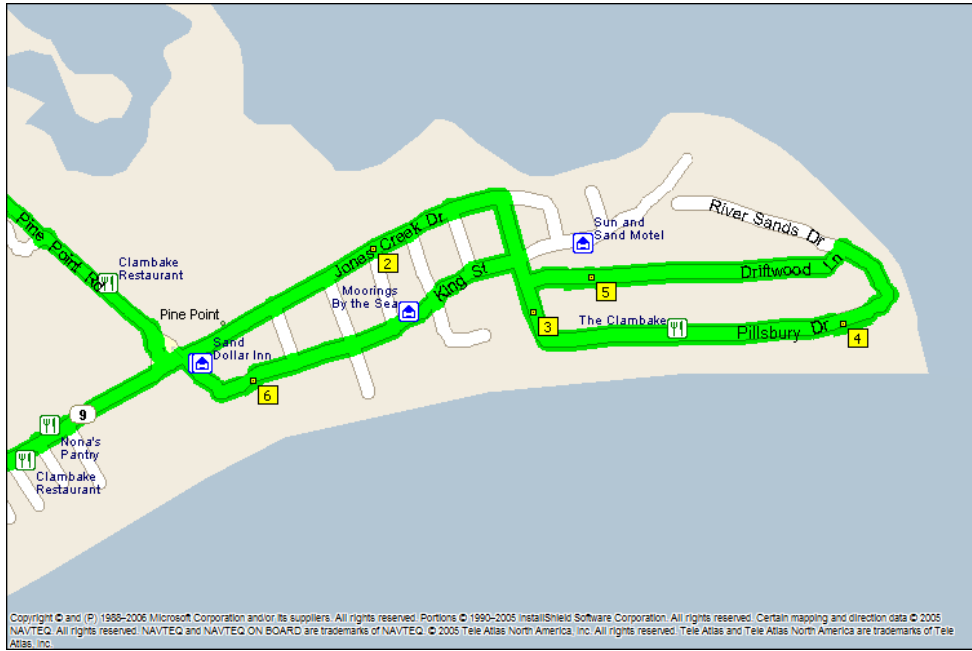 River Sands Dr
Pine Point Rd
Jones Creek Dr
Sun and
Sand Motel
Clambake
Restaurant
2
Driftwood Ln
Moorings
By the Sea
King St
5
Pine Point
3
The Clambake
Pillsbury Dr
4
Sand
Dollar Inn
6
9
Nona's
Pantry
Clambake
Restaurant
Copyright © and (P) 1988–2006 Microsoft Corporation and/or its suppliers. All rights reserved. Portions © 1990–2005 InstallShield Software Corporation. All rights reserved. Certain mapping and direction data © 2005
NAVTEQ. All rights reserved. NAVTEQ and NAVTEQ ON BOARD are trademarks of NAVTEQ. © 2005 Tele Atlas North America, Inc. All rights reserved. Tele Atlas and Tele Atlas North America are trademarks of Tele
Atlas, Inc.